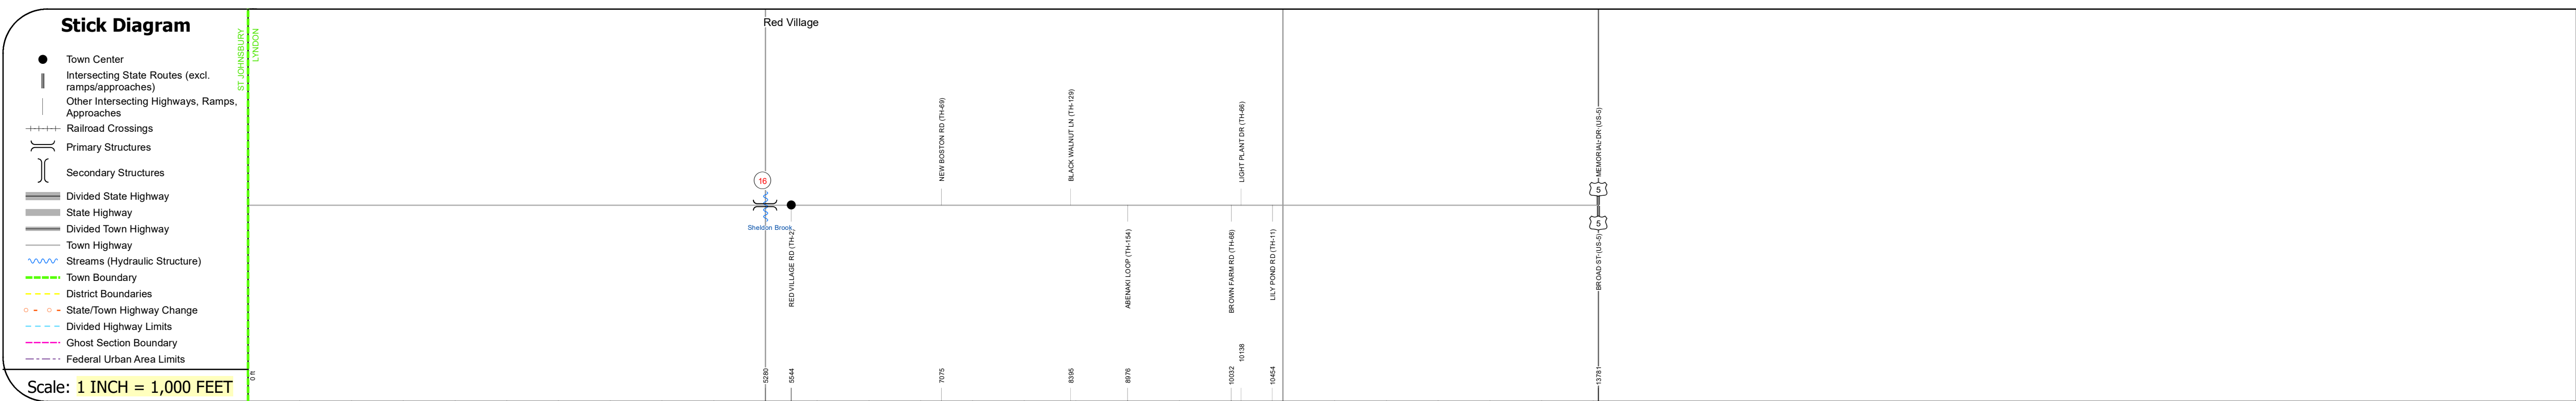 Stick Diagram
Town Center
Intersecting State Routes (excl.
ramps/approaches)
Other Intersecting Highways, Ramps,
Approaches
Railroad Crossings
Primary Structures
Secondary Structures
Divided State Highway
State Highway
Divided Town Highway
Town Highway
Streams (Hydraulic Structure)
Town Boundary
District Boundaries
State/Town Highway Change
Divided Highway Limits
Ghost Section Boundary
Federal Urban Area Limits
Scale: 1 INCH = 1,000 FEET
ST JOHNSBURY
LYNDON
Red Village
16
Sheldon Brook
RED VILLAGE RD (TH-2)
NEW BOSTON RD (TH-69)
BLACK WALNUT LN (TH-129)
ABENAKI LOOP (TH-154)
BROWN FARM RD (TH-68)
LIGHT PLANT DR (TH-66)
LILY POND RD (TH-11)
MEMORIAL DR (US-5)
5
5
BROAD ST (US-5)
0 ft
5280
5544
7075
8395
8976
10032
10138
10454
13781